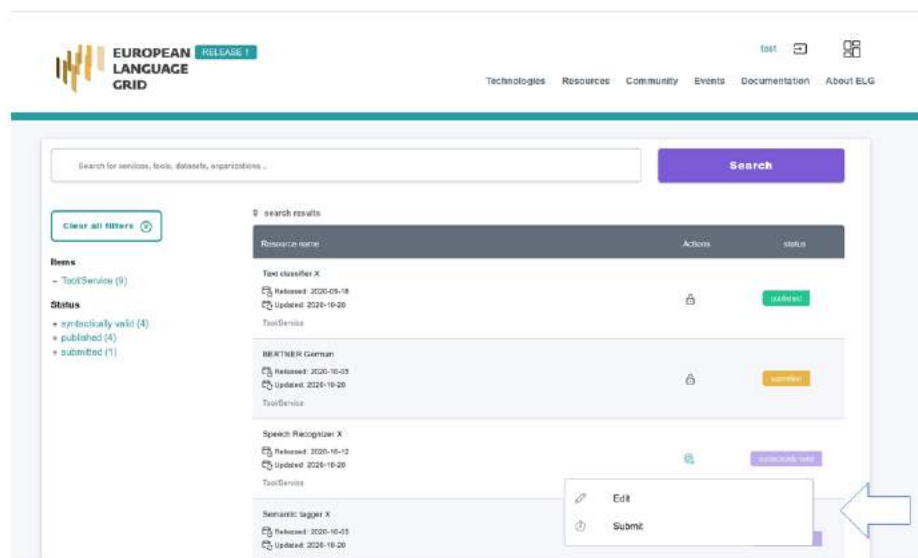 EUROPEAN RELEASE 1
LANGUAGE
GRID
test
Technologies Resources Community Events Documentation About ELG
Search for services, tools, datasets, organizations...
Search
Clear all filters
9 search results
Resource name Actions status
Items
- Tool/Service (9)
Status
+ syntactically valid (4)
+ published (4)
+ submitted (1)
Text classifier X
Released: 2020-09-18
Updated: 2020-10-20
Tool/Service
published
BERTNER German
Released: 2020-10-05
Updated: 2020-10-20
Tool/Service
submitted
Speech Recognizer X
Released: 2020-10-12
Updated: 2020-10-20
Tool/Service
syntactically valid
Edit
Submit
Semantic tagger X
Released: 2020-10-05
Updated: 2020-10-20